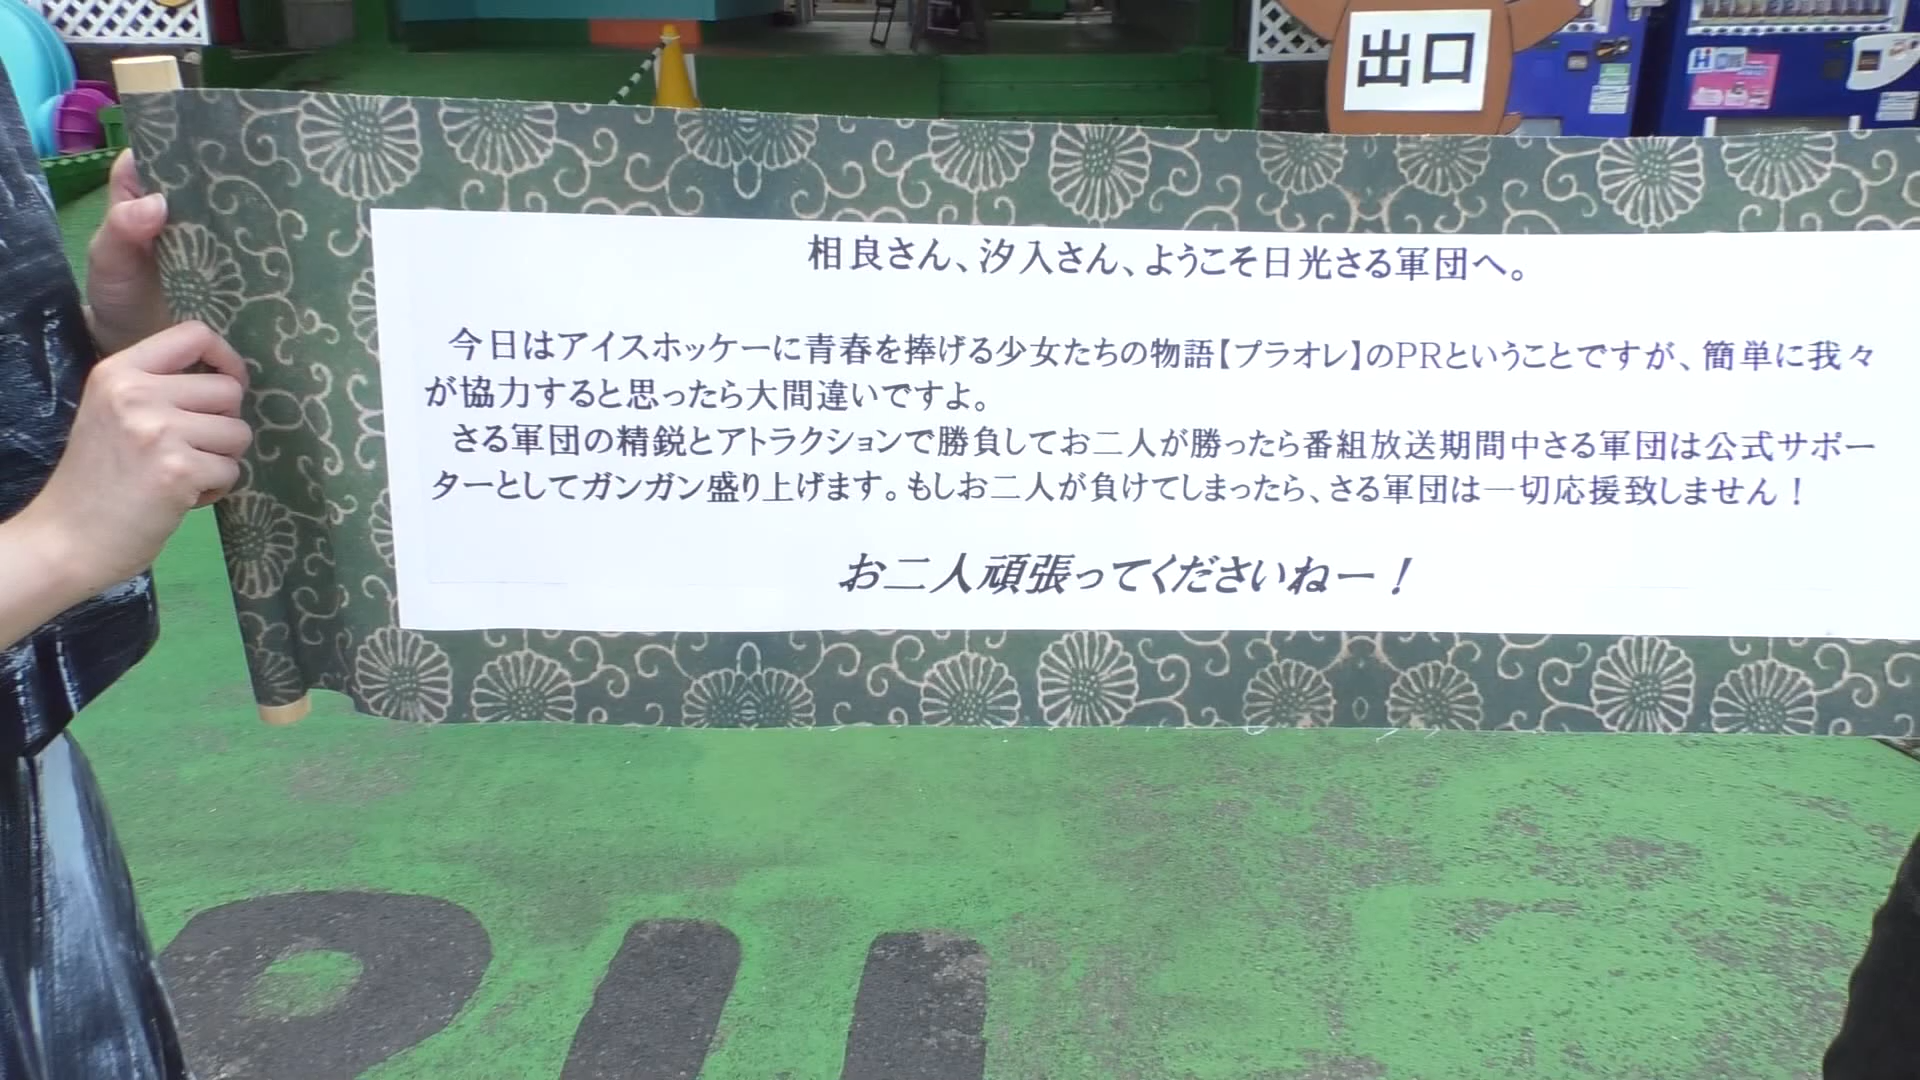 出口
相良さん、汐入さん、ようこそ日光さる軍団へ。
今日はアイスホッケーに青春を捧げる少女たちの物語【プラオレ】のPRということですが、簡単に我々
が協力すると思ったら大間違いですよ。
さる軍団の精鋭とアトラクションで勝負してお二人が勝ったら番組放送期間中さる軍団は公式サポー
ターとしてガンガン盛り上げます。もしお二人が負けてしまったら、さる軍団は一切応援致しません！
お二人頑張ってくださいねー！